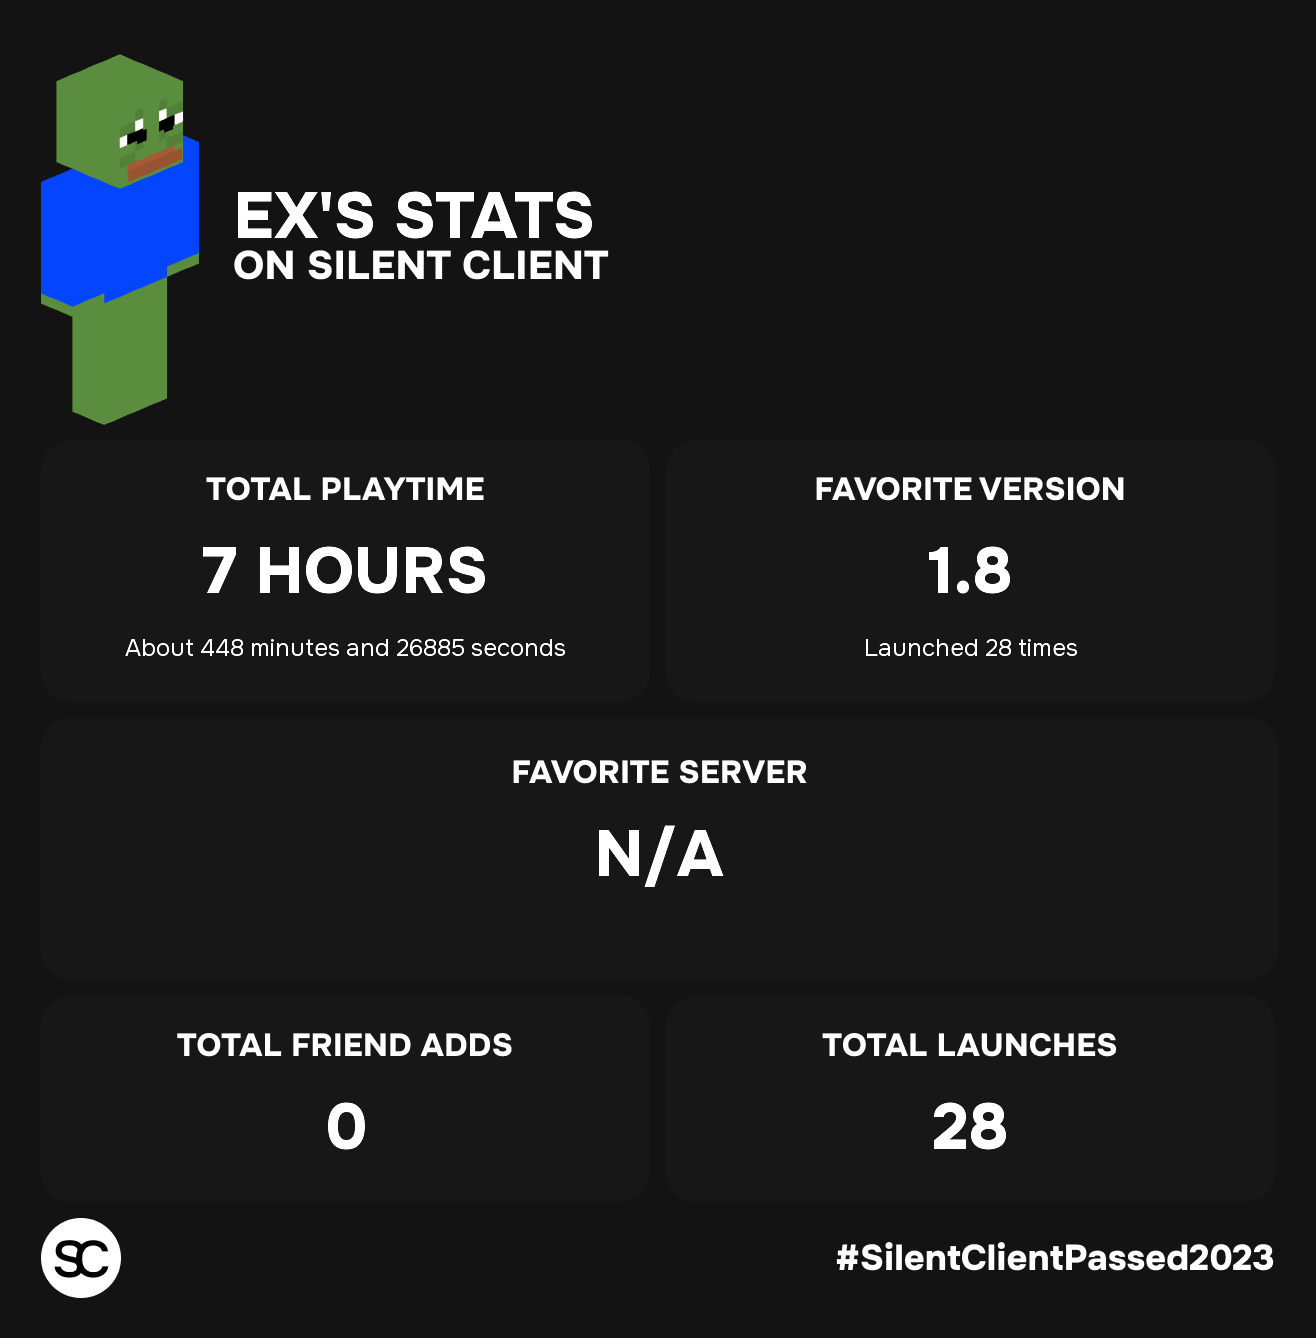 EX'S STATS
ON SILENT CLIENT
TOTAL PLAYTIME
7 HOURS
About 448 minutes and 26885 seconds
FAVORITE VERSION
1.8
Launched 28 times
FAVORITE SERVER
N/A
TOTAL FRIEND ADDS
0
TOTAL LAUNCHES
28
SC
#SilentClientPassed2023